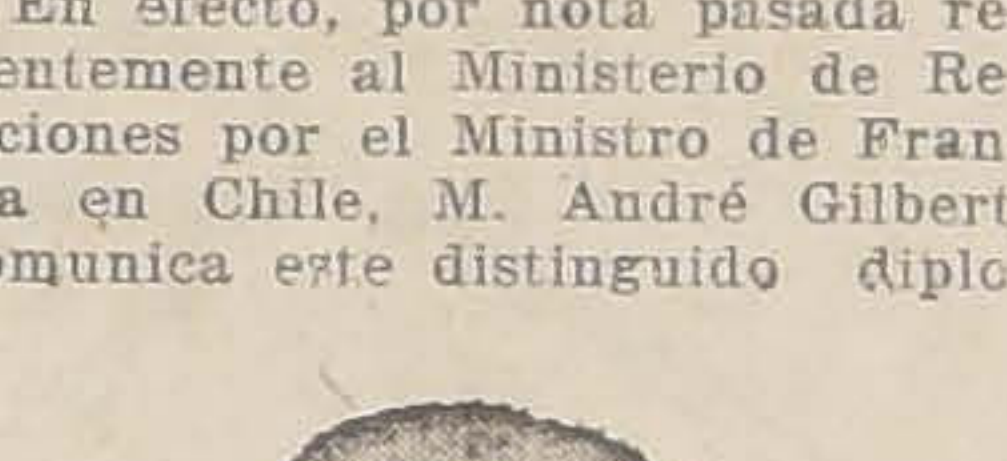 En efecto, por nota pasada re
entemente al Ministerio de Re
ciones por el Ministro de Fran
a en Chile, M. André Gilbert
omunica este distinguido diplo